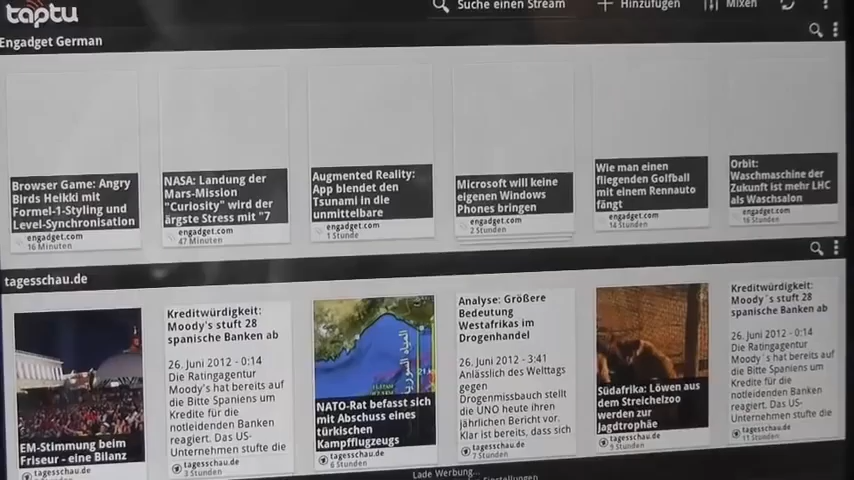 taptu
Suche einen Stream
Hinzufügen
Mixen
Engadget German
Browser Game: Angry
Birds Heikki mit
Formel-1-Styling und
Level-Synchronisation
engadget.com
16 Minuten
NASA: Landung der
Mars-Mission
"Curiosity" wird der
ärgste Stress mit "7
engadget.com
47 Minuten
Augmented Reality:
App blendet den
Tsunami in die
unmittelbare
engadget.com
1 Stunde
Microsoft will keine
eigenen Windows
Phones bringen
engadget.com
2 Stunden
Wie man einen
fliegenden Golfball
mit einem Rennauto
fängt
engadget.com
14 Stunden
Orbit:
Waschmaschine der
Zukunft ist mehr LHC
als Waschsalon
engadget.com
16 Stunden
tagesschau.de
EM-Stimmung beim
Friseur - eine Bilanz
tagesschau.de
Kreditwürdigkeit:
Moody's stuft 28
spanische Banken ab
26. Juni 2012 - 0:14
Die Ratingagentur
Moody's hat bereits auf
die Bitte Spaniens um
Kredite für die
notleidenden Banken
reagiert. Das US-
Unternehmen stufte die
tagesschau.de
3 Stunden
NATO-Rat befasst sich
mit Abschuss eines
türkischen
Kampfflugzeugs
tagesschau.de
6 Stunden
Analyse: Größere
Bedeutung
Westafrikas im
Drogenhandel
26. Juni 2012 - 3:41
Anlässlich des Welttags
gegen
Drogenmissbauch stellt
die UNO heute ihren
jährlichen Bericht vor.
Klar ist bereits, dass sich
tagesschau.de
7 Stunden
Südafrika: Löwen aus
dem Streichelzoo
werden zur
Jagdtrophäe
tagesschau.de
9 Stunden
Kreditwürdigkeit:
Moody´s stuft 28
spanische Banken ab
26. Juni 2012 - 0:14
Die Ratingagentur
Moody´s hat bereits auf
die Bitte Spaniens um
Kredite für die
notleidenden Banken
reagiert. Das US-
Unternehmen stufte die
tagesschau.de
11 Stunden
Lade Werbung...